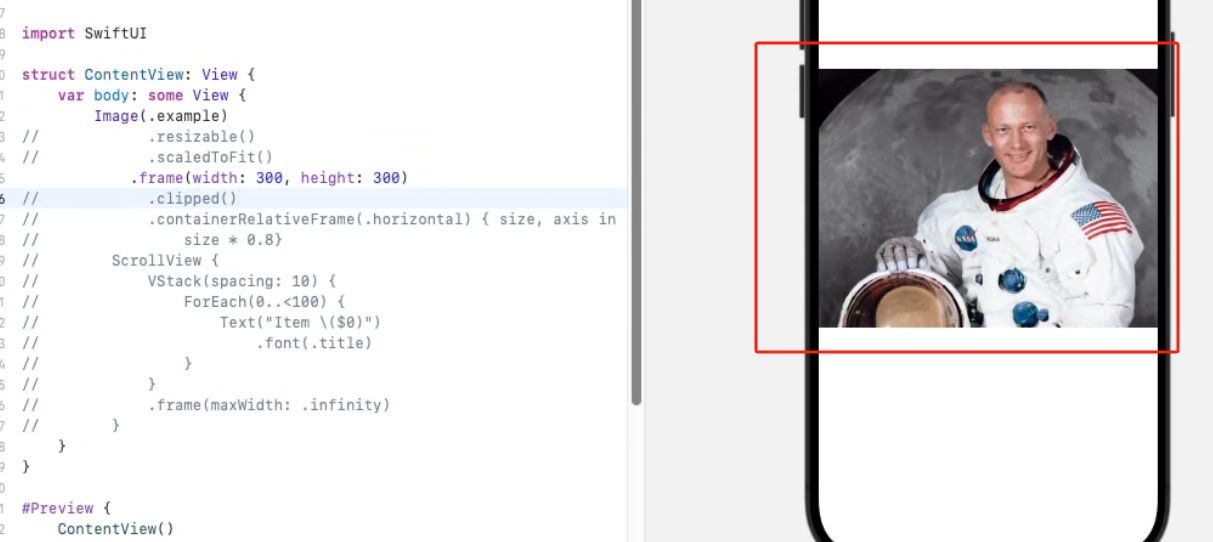 7
8 import SwiftUI
9
0 struct ContentView: View {
1 var body: some View {
2 Image(.example)
3 // .resizable()
4 // .scaledToFit()
5 .frame(width: 300, height: 300)
6 // .clipped()
7 // .containerRelativeFrame(.horizontal) { size, axis in
8 // size * 0.8}
9 // ScrollView {
0 // VStack(spacing: 10) {
1 // ForEach(0..<100) {
2 // Text("Item \($0)")
3 // .font(.title)
4 // }
5 // }
6 // .frame(maxWidth: .infinity)
7 // }
8 }
9 }
0
1 #Preview {
2 ContentView()
NASA